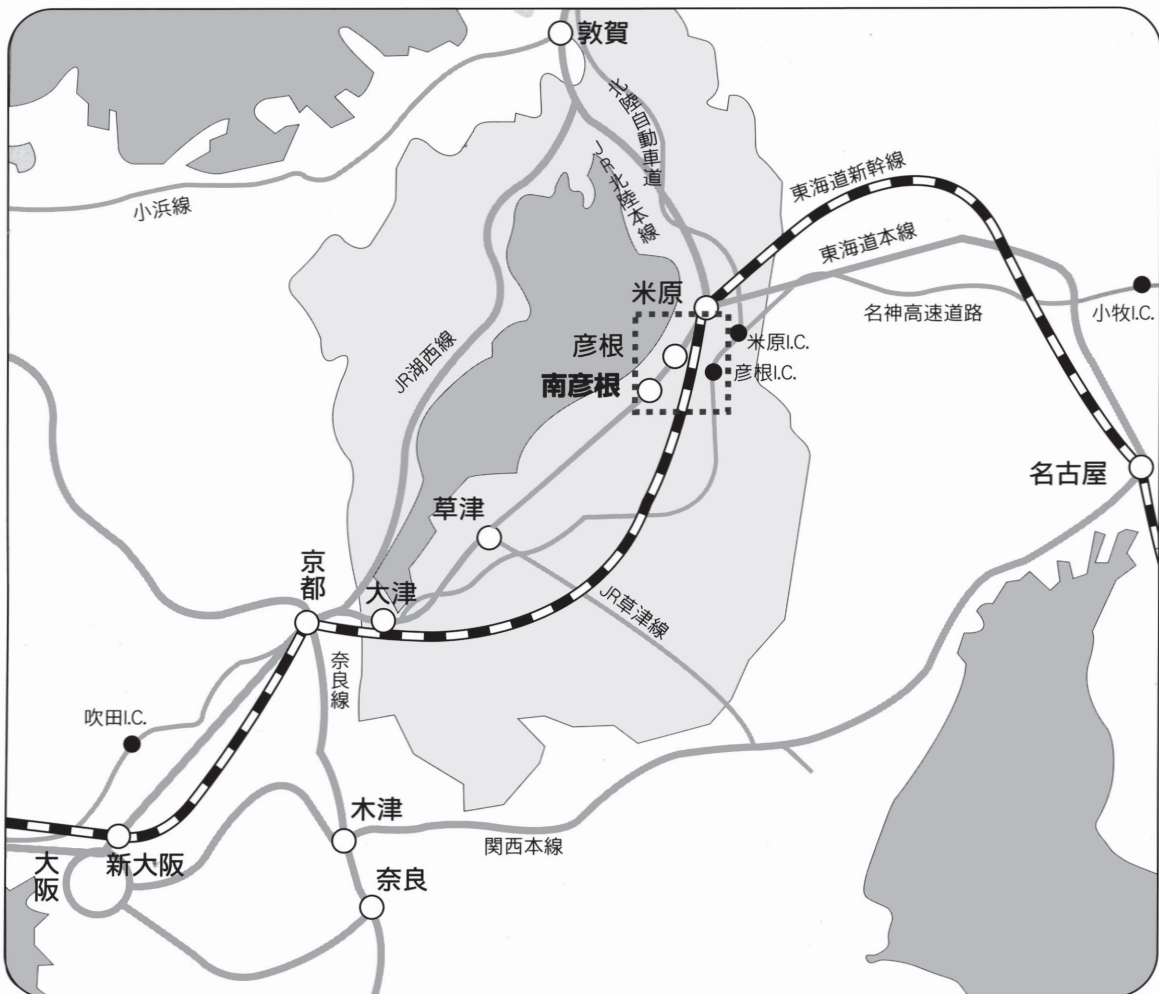 敦賀
北陸自動車道
JR北陸本線
小浜線
東海道新幹線
東海道本線
米原
名神高速道路
小牧I.C.
米原I.C.
彦根
彦根I.C.
南彦根
JR湖西線
名古屋
草津
京都
大津
JR草津線
奈良線
吹田I.C.
木津
新大阪
大阪
関西本線
奈良